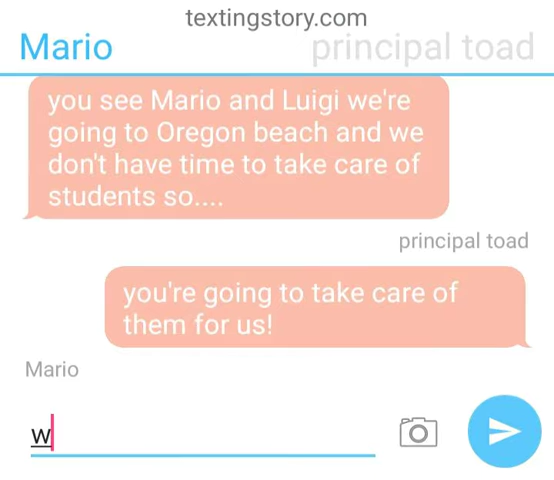 textingstory.com
Mario principal toad
you see Mario and Luigi we're
going to Oregon beach and we
don't have time to take care of
students so....
principal toad
you're going to take care of
them for us!
Mario
w